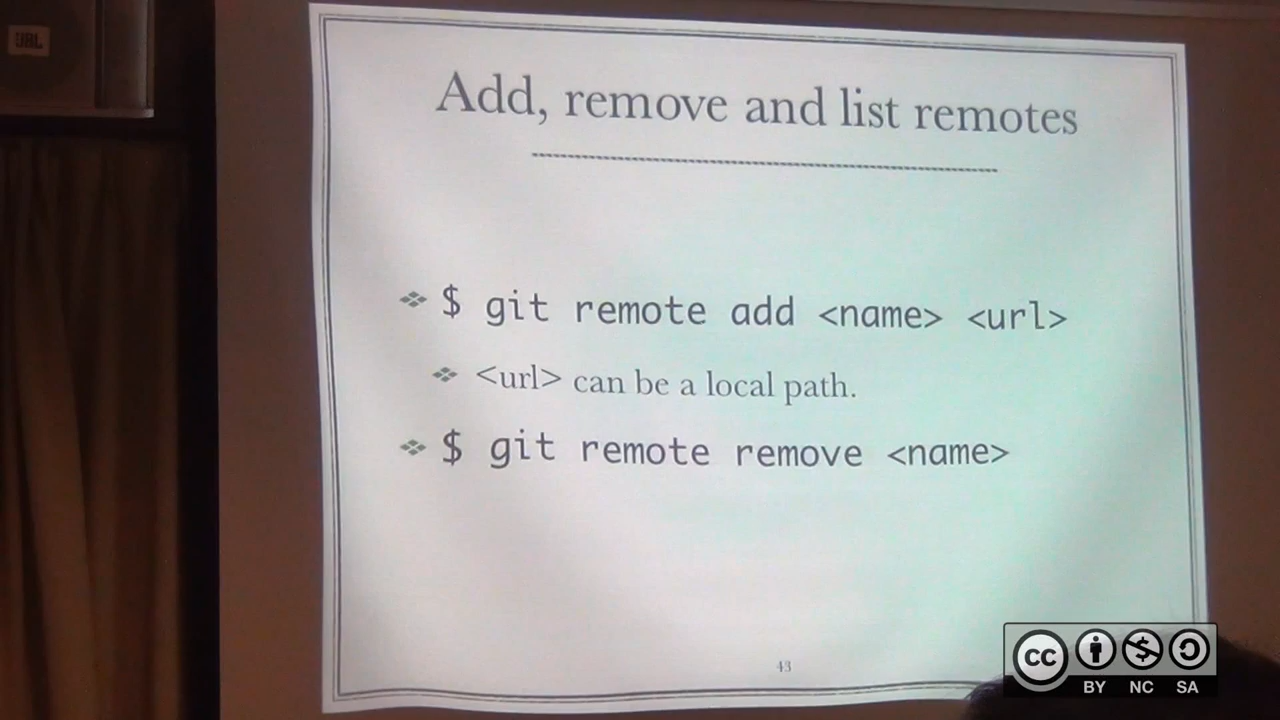 JBL
Add, remove and list remotes
$ git remote add <name> <url>
<url> can be a local path.
$ git remote remove <name>
43
cc
BY NC SA